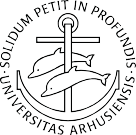 SOLIDUM PETIT IN PROFUNDIS
UNIVERSITAS ARHUSIENSIS